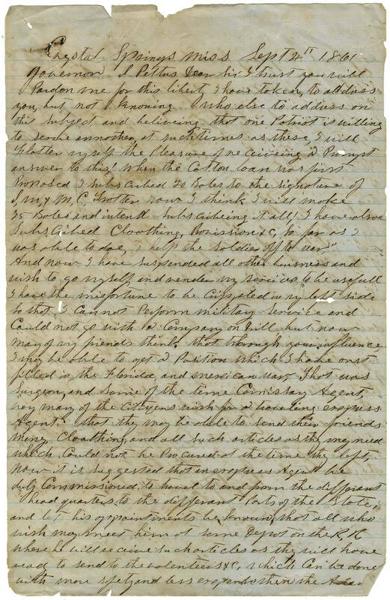 Crystal Springs Miss Sept 2nd 1861
Governor J Pettus Dear Sir I trust you will
Pardon me for this liberty I have taken, to address
you, but not Knowing who else to address on
this subject and believing that one Patriot is willing
to serve another at such times as these, I will
flatter myself the Pleasure of receiving a Prompt
answer to this, When the Cotton loan was first
Proposed I subscribed 20 Bales to the signature of
my M. C. now I think I will make
25 Bales and intend subscribing it all, I have also
Subscribed Cloathing, Provisions &c, so far as I
was able to do, I help the soldiers off to war
And now I have suspended all other business and
wish to go myself and render my services to be usefull
I have the misfortune to be in my left side
so that I Cannot Perform military service and
Could not go with a Company on Drill, but now
many of my friends think that through your influence
I may be able to get a Position which I have once
filled in the Florida and mexican war, I that was
Surgeon, and some of the time Comissary Agent,
very many of the Citizens wish for a traveling express
Agent that they may be able to send their friends
Money Cloathing and all such articles as they may need
which Could not be Procured at the time they left,
now it is suggested that an express Agent be
duly Commissioned to travel to and from the different
Head quarters to the different Parts of the State
and let his appointments be known that all who
wish may meet him at some Depot on the R R
where he will receive such articles as they will have
ready to send to the volenteers &c, which Can be done
with more safety and less expense then the